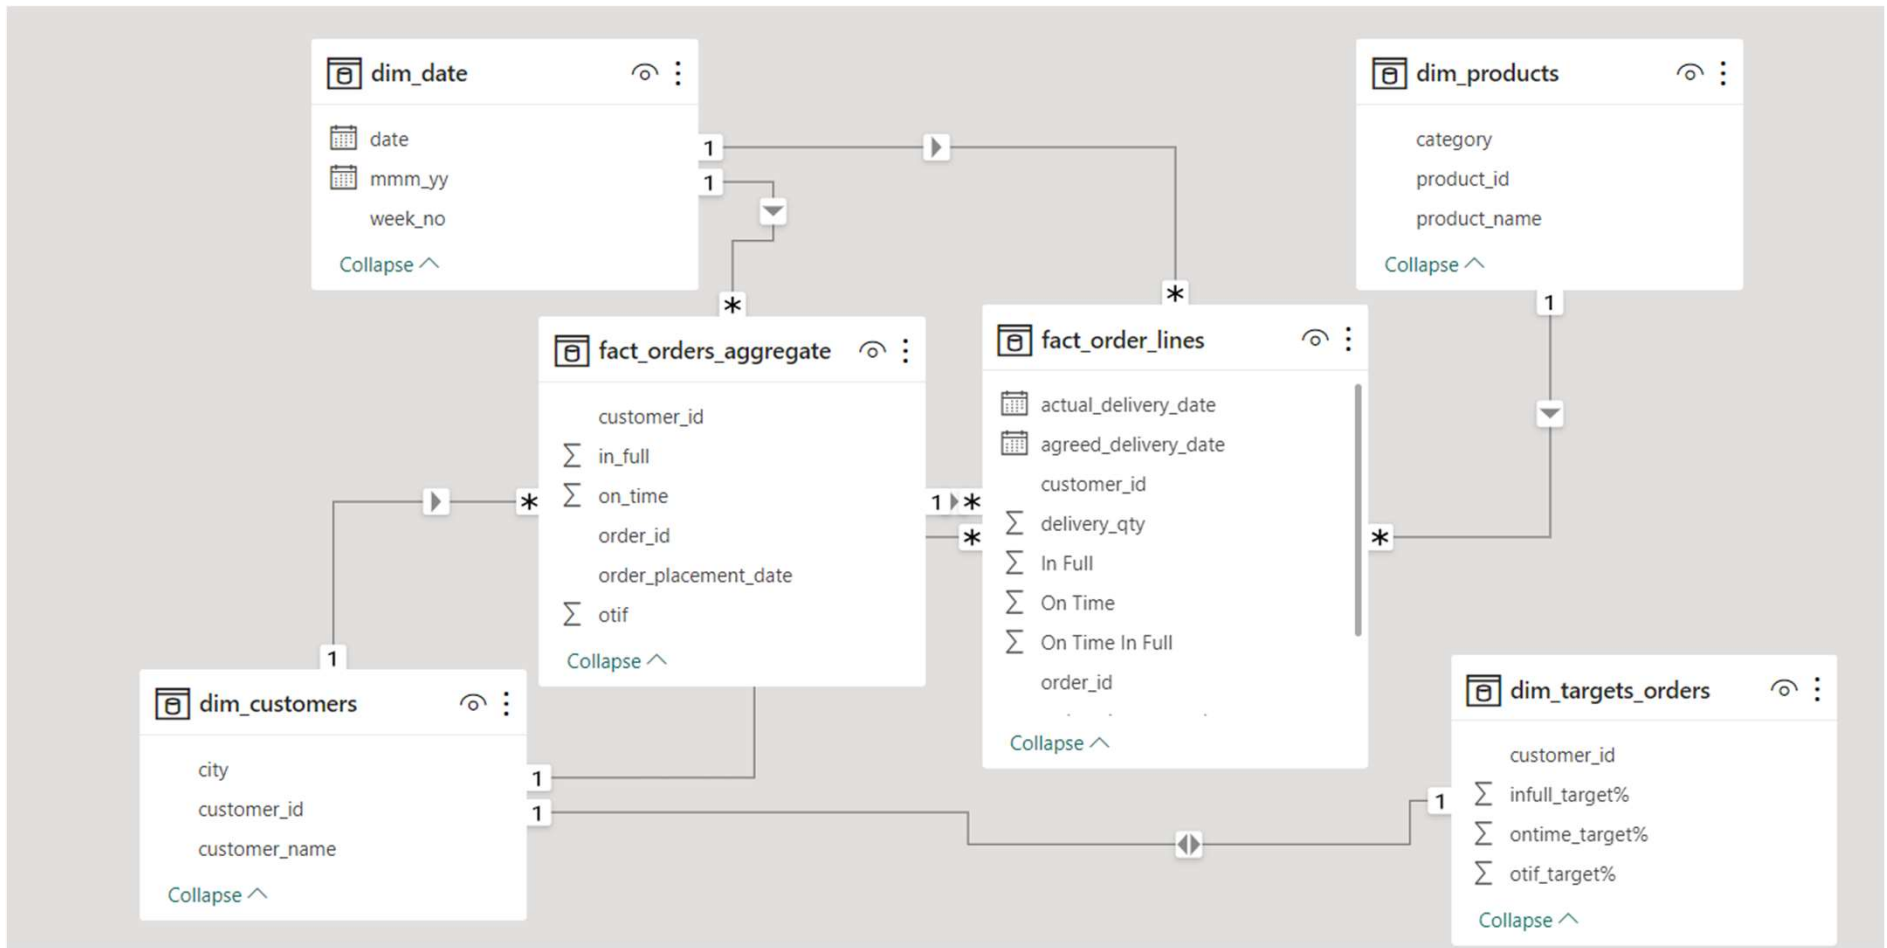 dim_date
date
mmm_yy
week_no
Collapse
dim_products
category
product_id
product_name
Collapse
1
1
*
*
1
fact_orders_aggregate
customer_id
in_full
on_time
order_id
order_placement_date
otif
Collapse
fact_order_lines
actual_delivery_date
agreed_delivery_date
customer_id
delivery_qty
In Full
On Time
On Time In Full
order_id
Collapse
*
1
*
*
*
1
dim_customers
city
customer_id
customer_name
Collapse
1
1
1
dim_targets_orders
customer_id
infull_target%
ontime_target%
otif_target%
Collapse